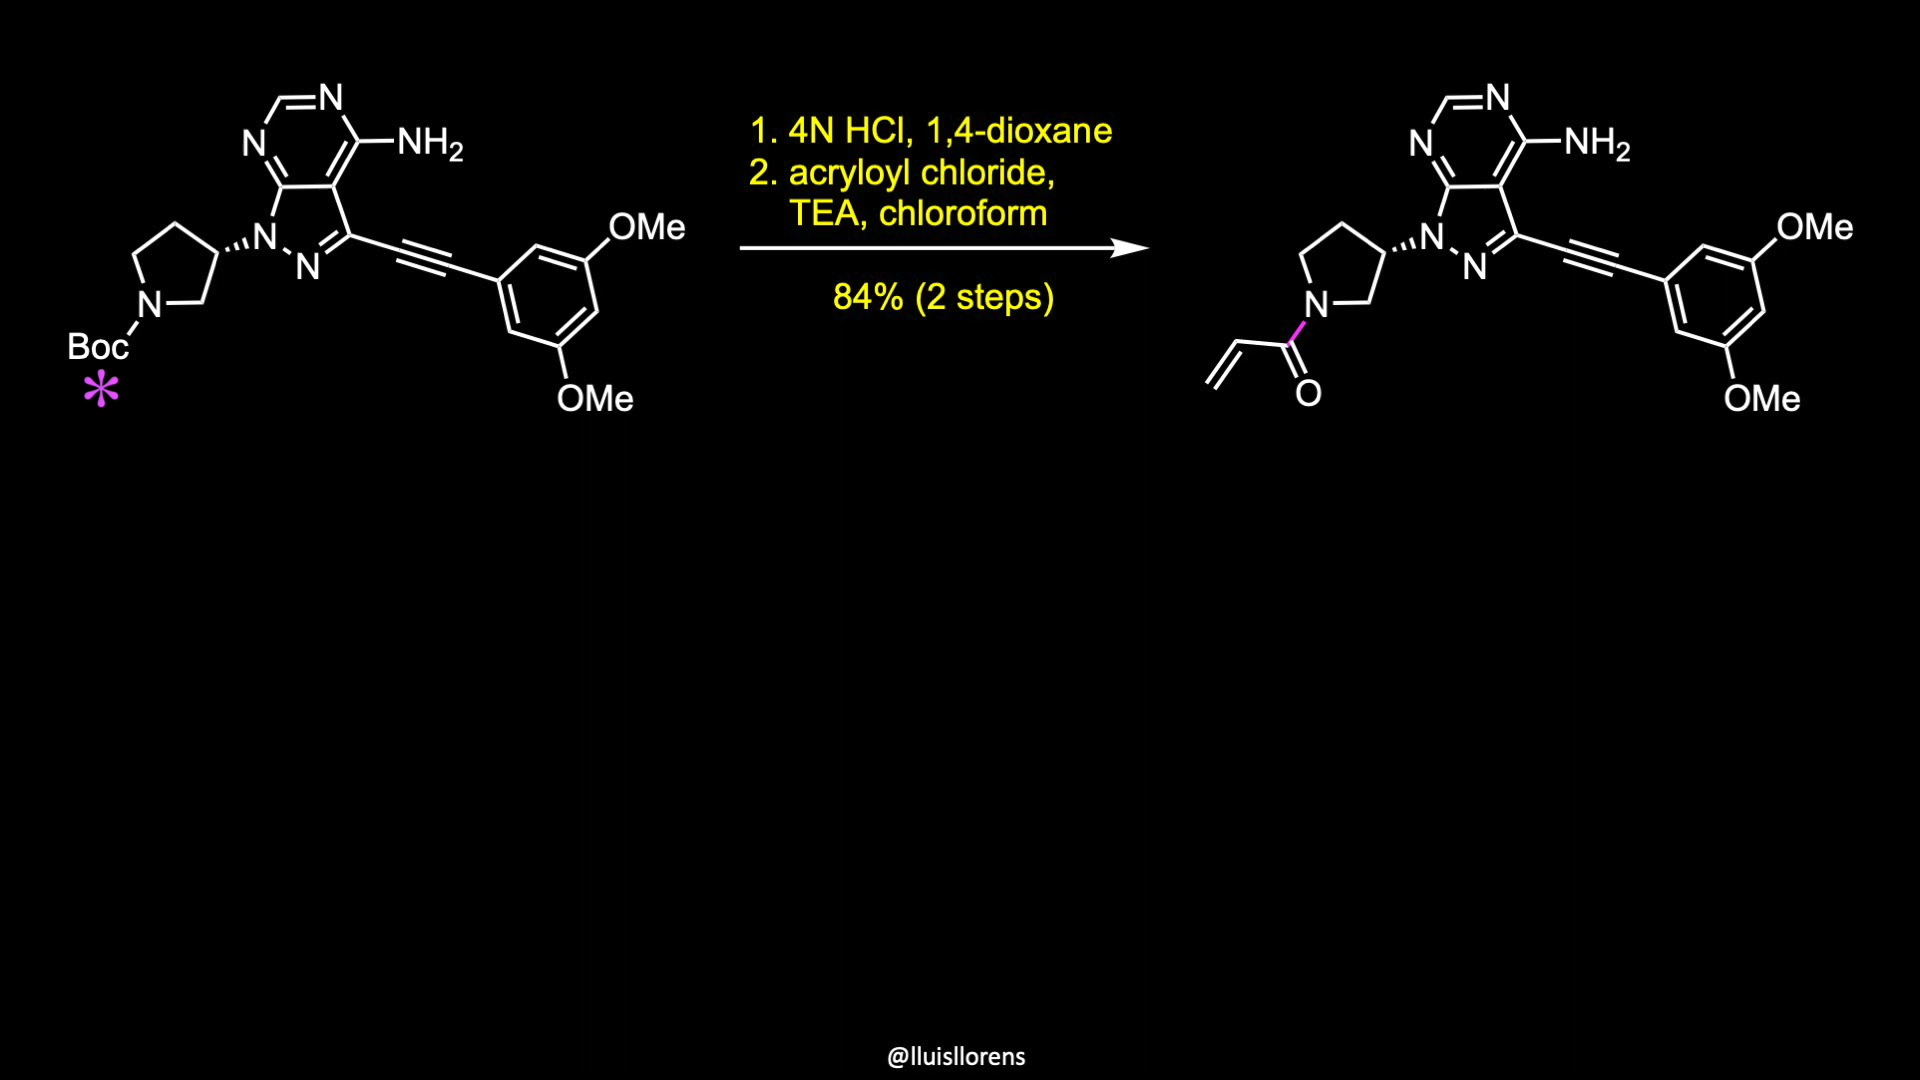 N
N
NH2
N
N
N
Boc
*
OMe
OMe
1. 4N HCl, 1,4-dioxane
2. acryloyl chloride,
TEA, chloroform
84% (2 steps)
N
N
NH2
N
N
N
O
OMe
OMe
@lluisllorens